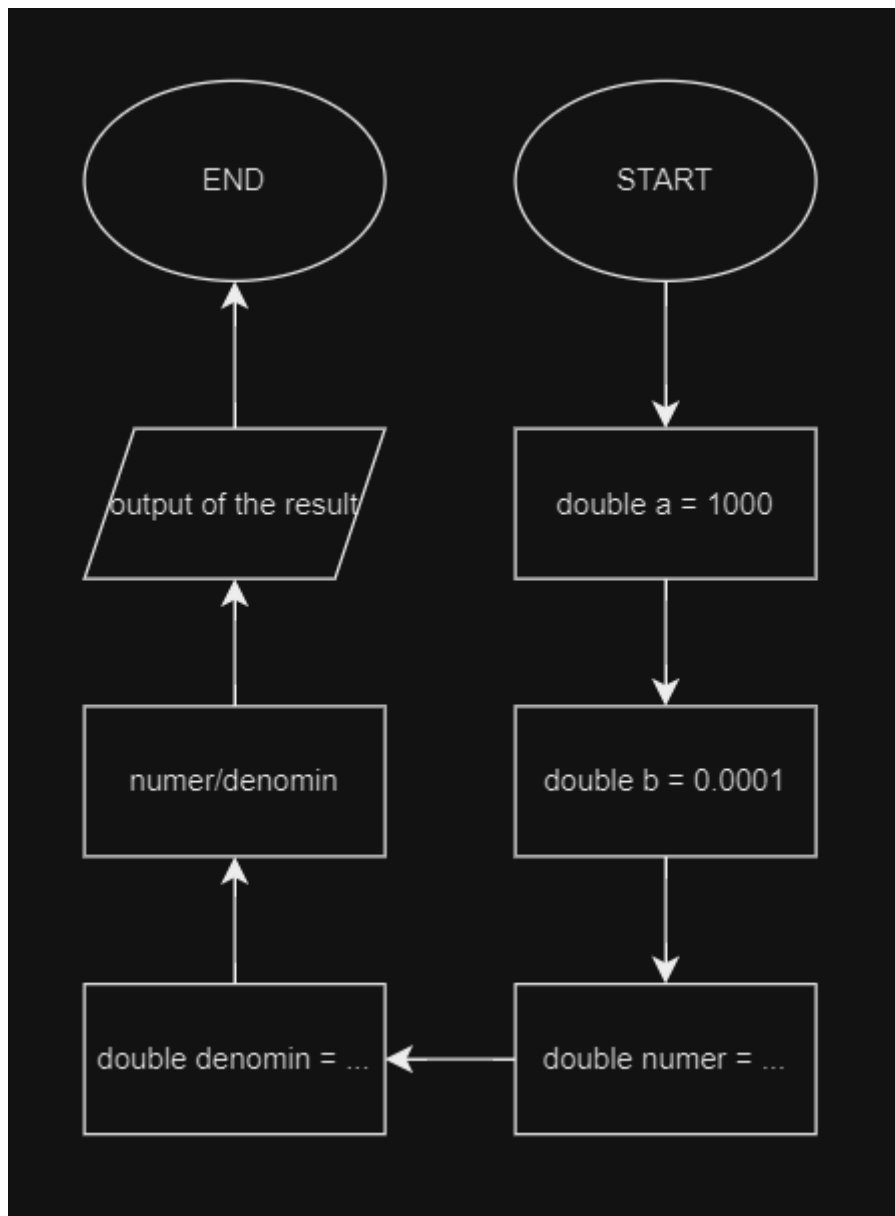 START
double a = 1000
double b = 0.0001
double numer = ...
double denomin = ...
numer/denomin
output of the result
END